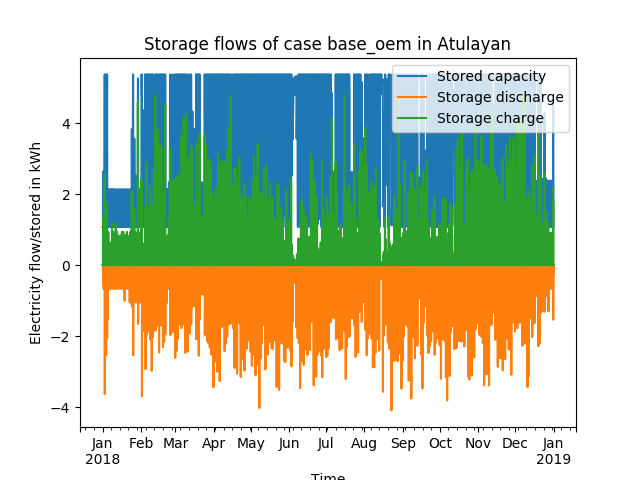 Storage flows of case base_oem in Atulayan
Stored capacity
Storage discharge
Storage charge
Electricity flow/stored in kWh
4
2
0
−2
−4
Jan Feb Mar Apr May Jun Jul Aug Sep Oct Nov Dec Jan
2018 2019
Time